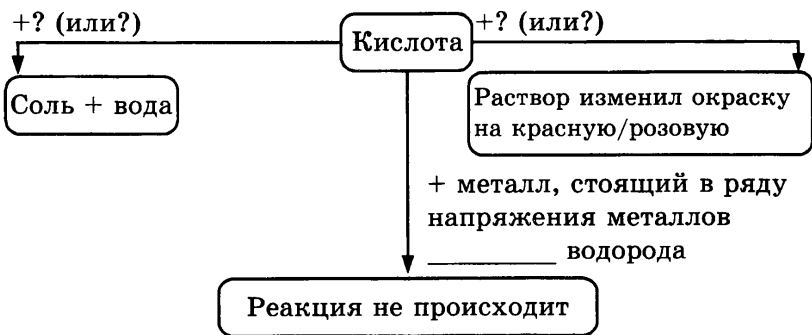 +? (или?)
Кислота
+? (или?)
Соль + вода
Раствор изменил окраску
на красную/розовую
+ металл, стоящий в ряду
напряжения металлов
__________ водорода
Реакция не происходит